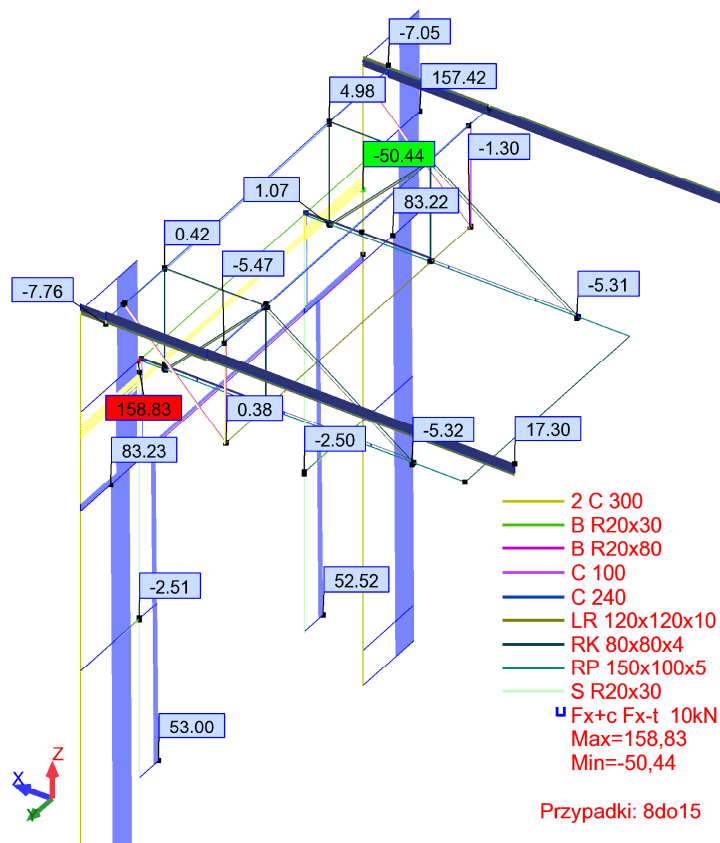 -7.05
157.42
4.98
-50.44
-1.30
1.07
83.22
0.42
-5.47
-7.76
-5.31
158.83
0.38
83.23
-2.50
-5.32
17.30
-2.51
52.52
53.00
2 C 300
B R20x30
B R20x80
C 100
C 240
LR 120x120x10
RK 80x80x4
RP 150x100x5
S R20x30
Fx+c Fx-t 10kN
Max=158,83
Min=-50,44
Przypadki: 8do15
Z
X
Y